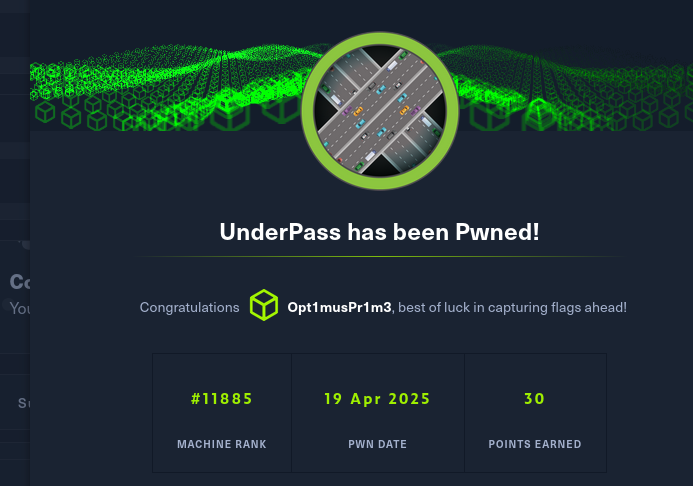 UnderPass has been Pwned!
Co
You
Congratulations Opt1musPr1m3, best of luck in capturing flags ahead!
#11885 19 Apr 2025 30
Su
MACHINE RANK PWN DATE POINTS EARNED